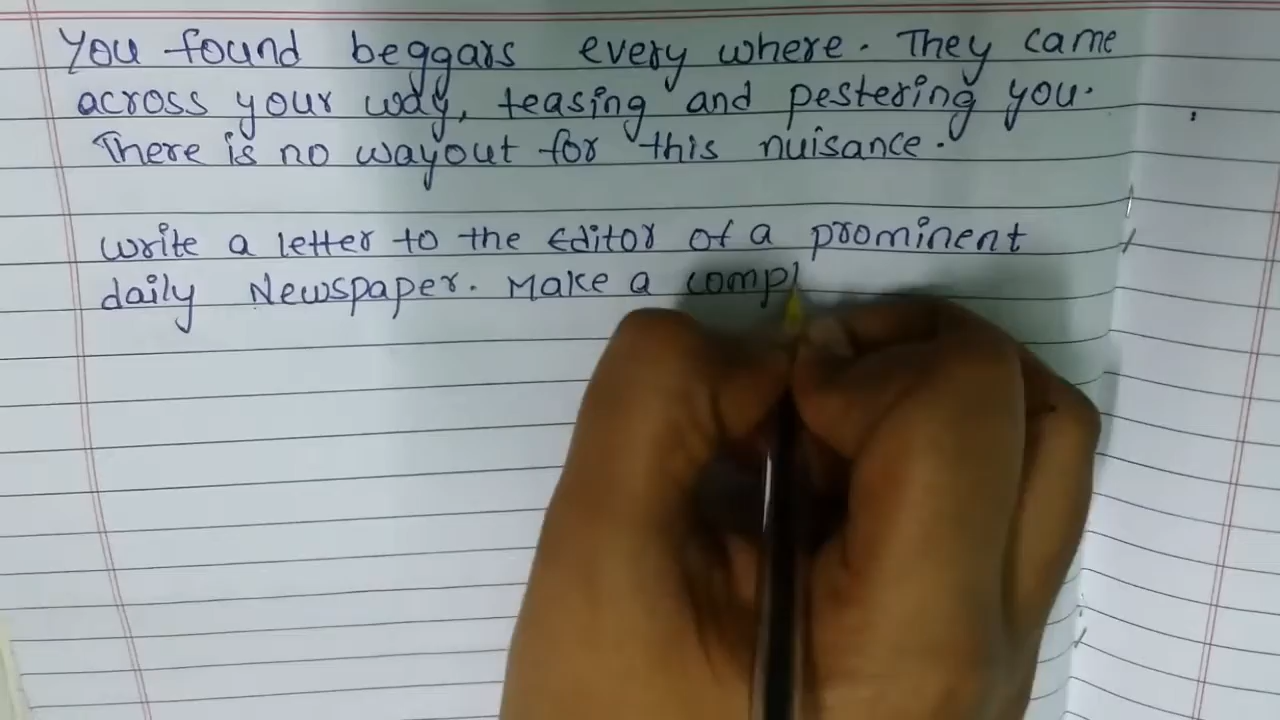 You found beggars every where. They came
across your way, teasing and pestering you.
There is no wayout for this nuisance.
Write a letter to the Editor of a prominent
daily Newspaper. Make a compl